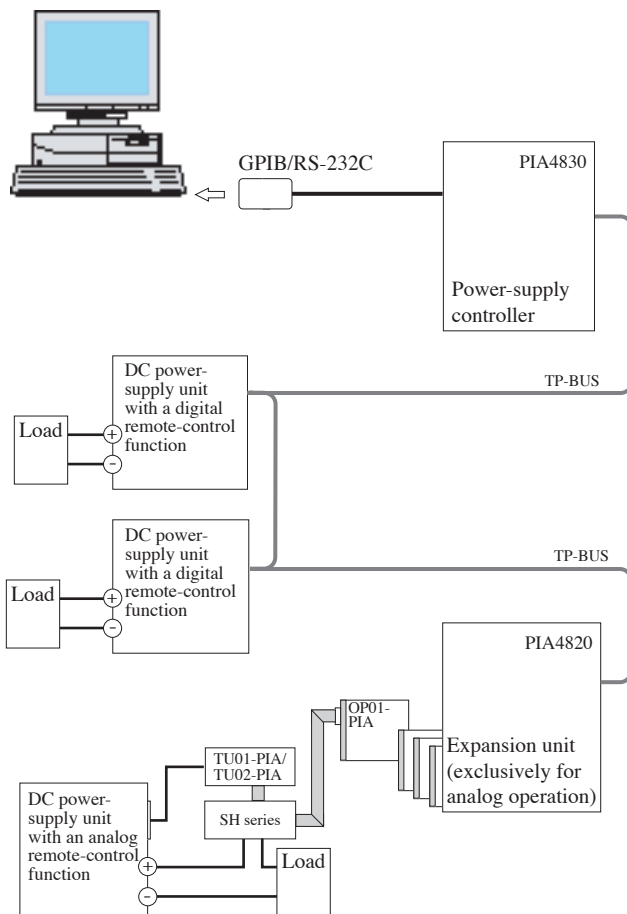 GPIB/RS-232C
PIA4830
Power-supply
controller
TP-BUS
DC power-
supply unit
with a digital
remote-control
function
Load
+
-
TP-BUS
DC power-
supply unit
with a digital
remote-control
function
Load
+
-
PIA4820
Expansion unit
(exclusively for
analog operation)
OP01-
PIA
TU01-PIA/
TU02-PIA
SH series
DC power-
supply unit
with an analog
remote-control
function
+
-
Load